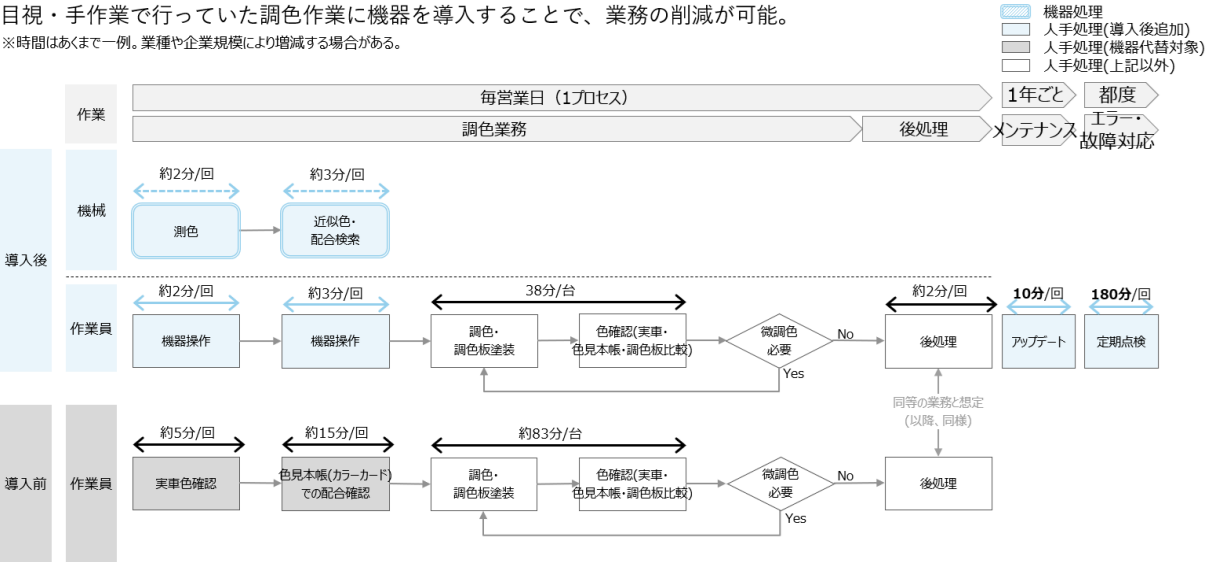 目視・手作業で行っていた調色作業に機器を導入することで、業務の削減が可能。
※時間はあくまで一例。業種や企業規模により増減する場合がある。
機器処理
人手処理(導入後追加)
人手処理(機器代替対象)
人手処理(上記以外)
作業
毎営業日（1プロセス）
1年ごと
都度
調色業務
後処理
メンテナンス
エラー・
故障対応
導入後
機械
約2分/回
約3分/回
測色
近似色・
配合検索
作業員
約2分/回
約3分/回
38分/台
約2分/回
10分/回
180分/回
機器操作
機器操作
調色・
調色板塗装
色確認(実車・
色見本帳・調色板比較)
微調色
必要
No
Yes
後処理
アップデート
定期点検
同等の業務と想定
(以降、同様)
導入前
作業員
約5分/回
約15分/回
約83分/台
実車色確認
色見本帳(カラーカード)
での配合確認
調色・
調色板塗装
色確認(実車・
色見本帳・調色板比較)
微調色
必要
No
Yes
後処理